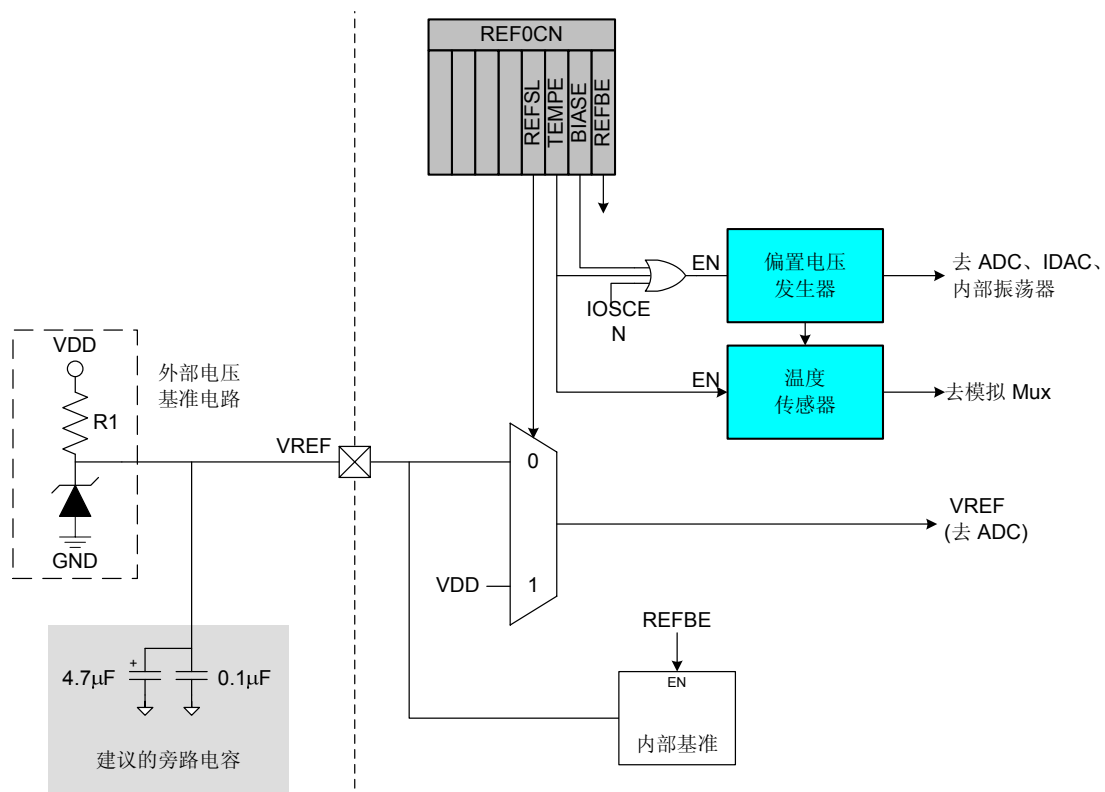 REF0CN
REFSL
TEMPE
BIASE
REFBE
EN
偏置电压
发生器
去 ADC、IDAC、
内部振荡器
IOSCE
N
EN
温度
传感器
去模拟 Mux
VDD
外部电压
基准电路
R1
GND
VREF
0
1
VDD
VREF
(去 ADC)
REFBE
EN
内部基准
+
4.7μF
0.1μF
建议的旁路电容